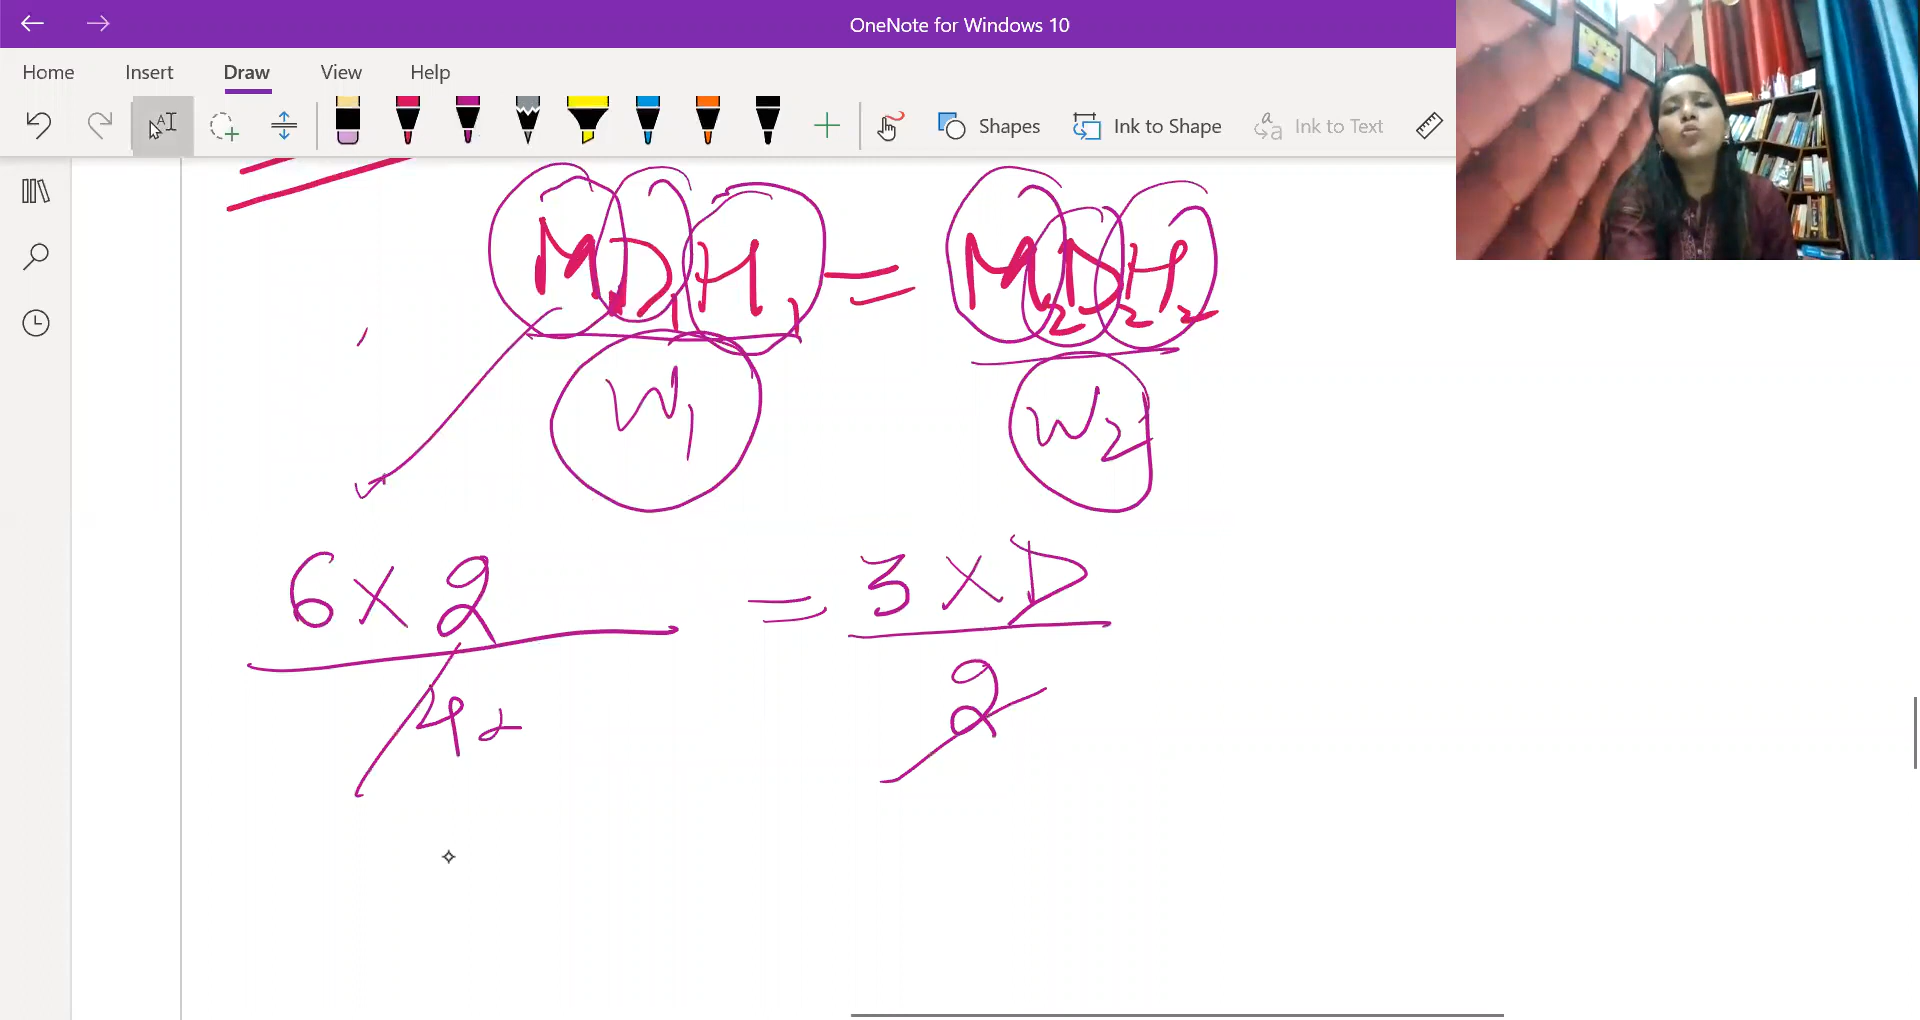 OneNote for Windows 10
Home Insert Draw View Help
Shapes Ink to Shape Ink to Text
M₁D₁H₁ = M₂D₂H₂
W₁ W₂
6 × 2 = 3 × D
4 2 2